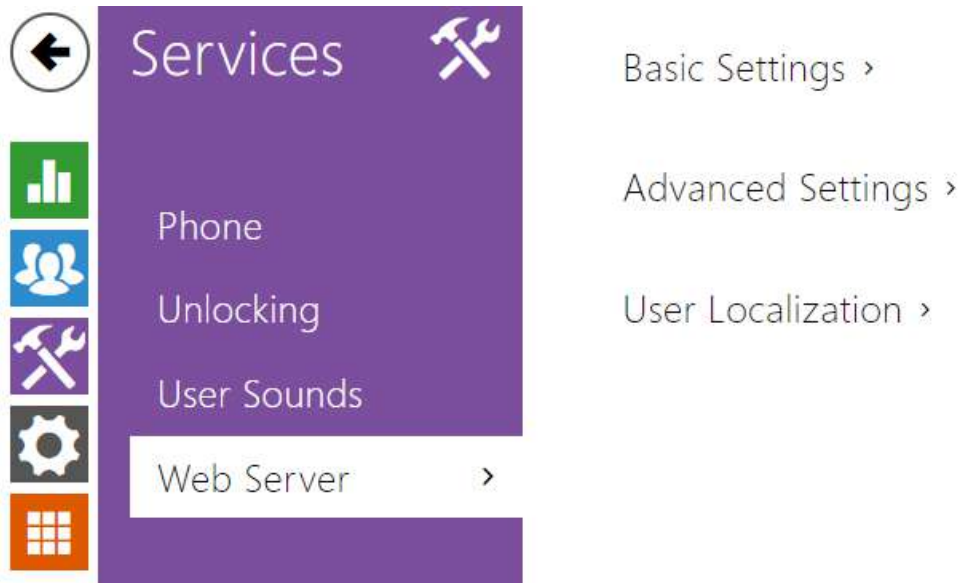 Services
Phone
Unlocking
User Sounds
Web Server
Basic Settings
Advanced Settings
User Localization